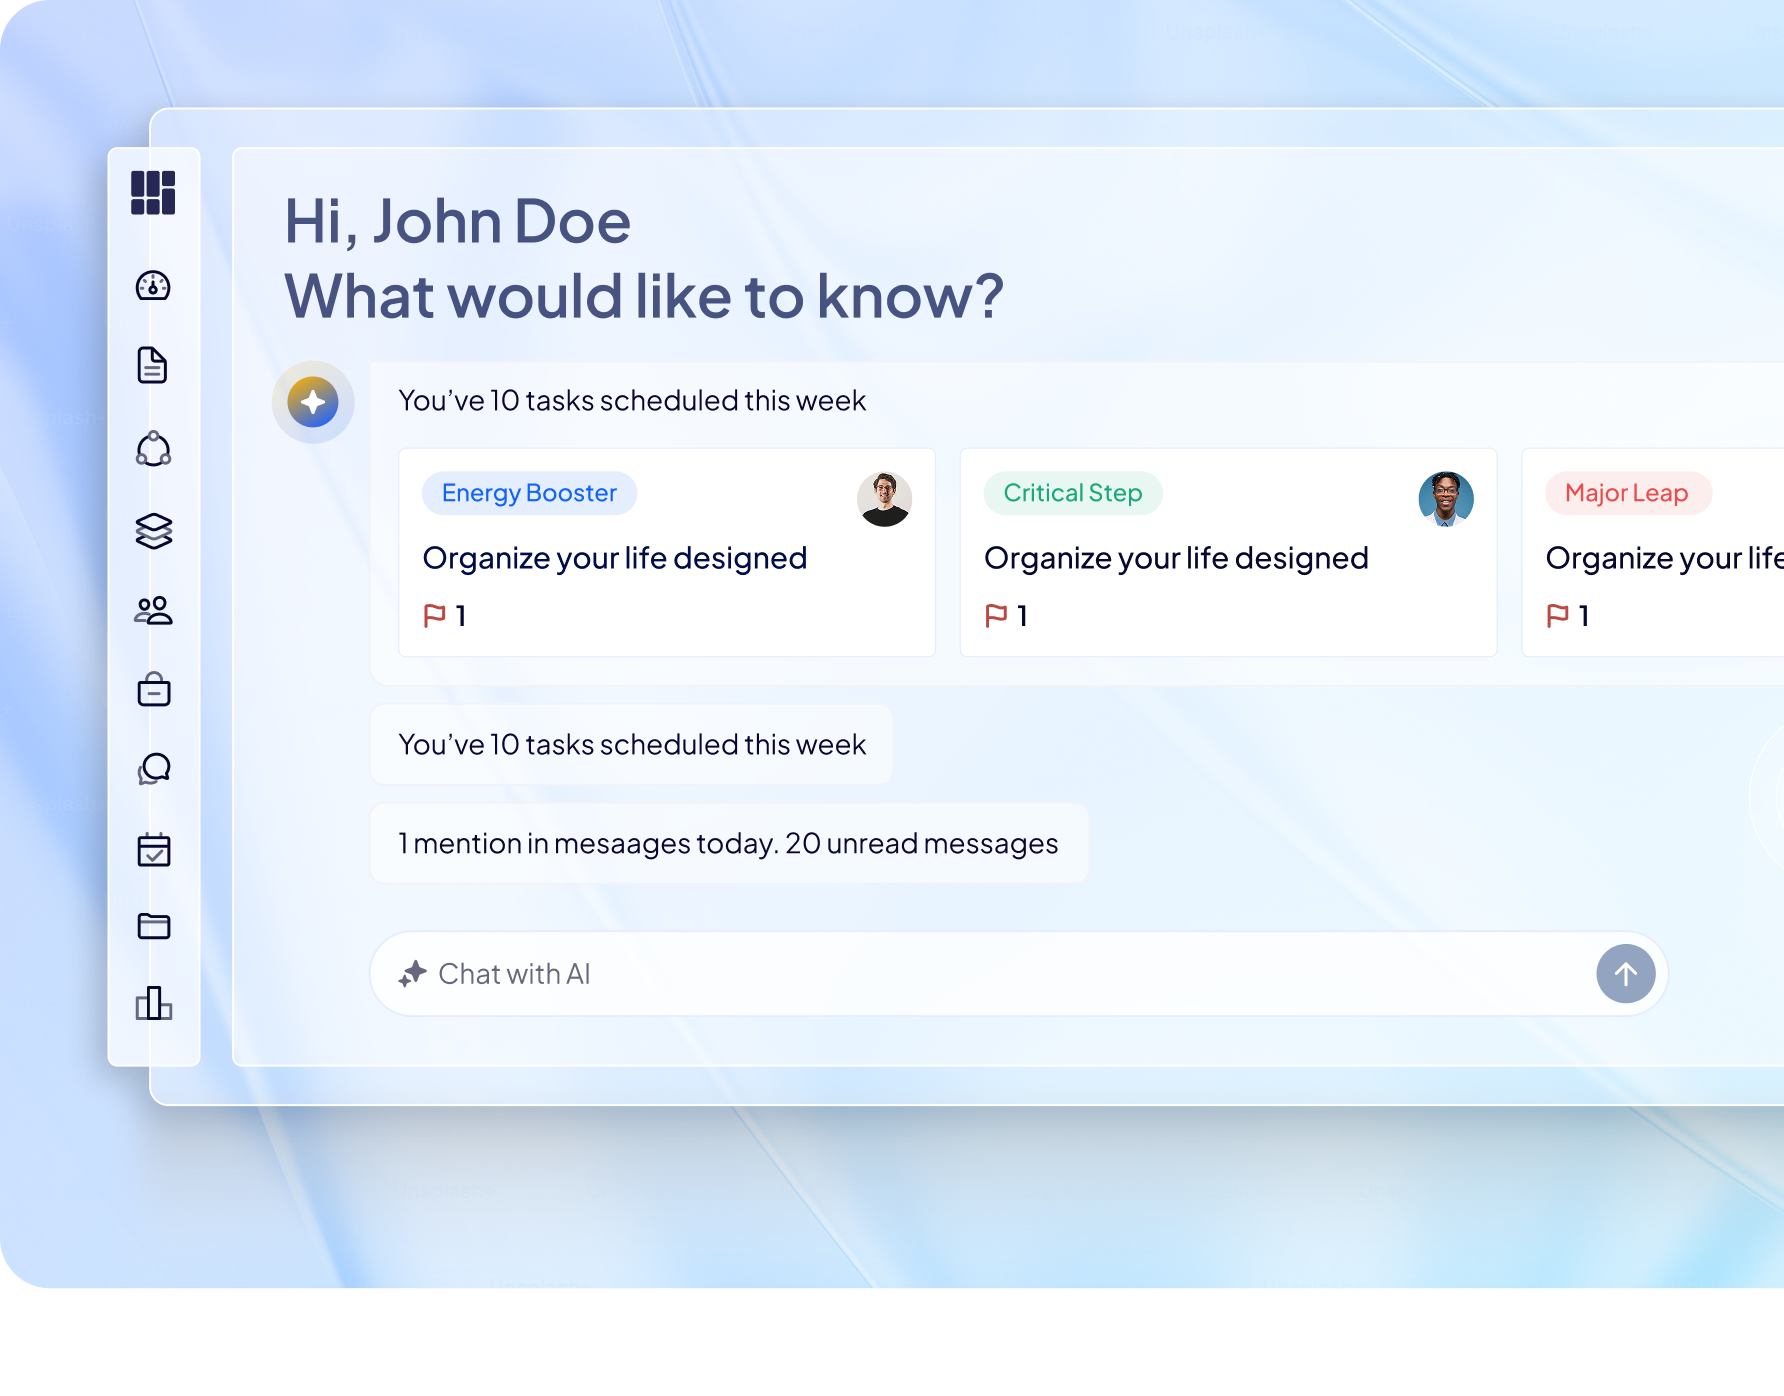 Hi, John Doe
What would like to know?
You’ve 10 tasks scheduled this week
Energy Booster
Critical Step
Major Leap
Organize your life designed
Organize your life designed
Organize your life
1
1
1
You’ve 10 tasks scheduled this week
1 mention in mesaages today. 20 unread messages
Chat with AI